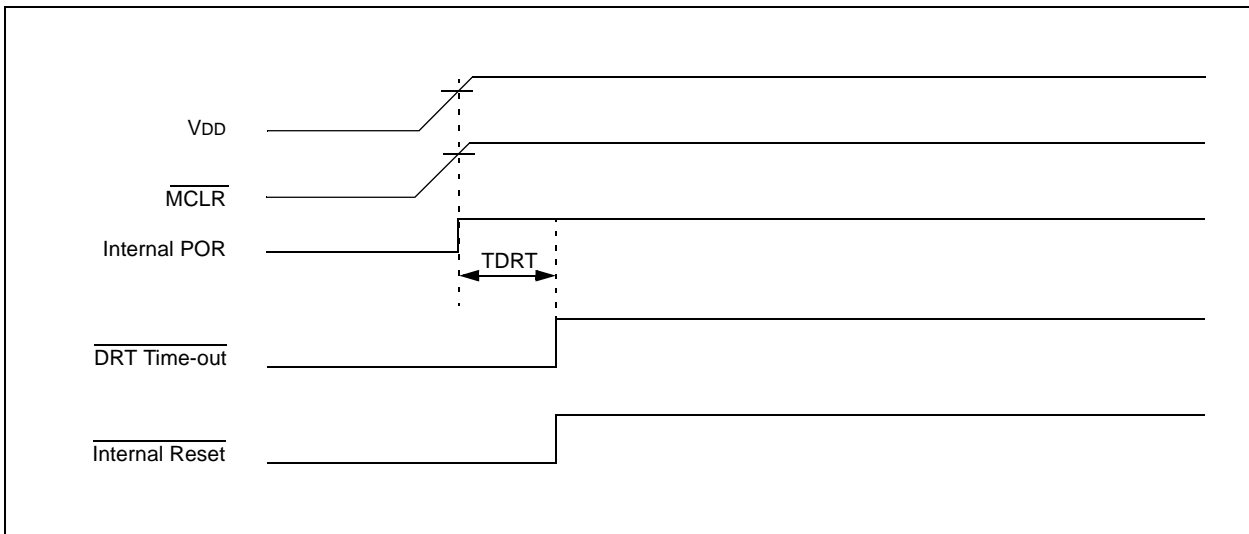 VDD
MCLR
Internal POR
TDRT
DRT Time-out
Internal Reset